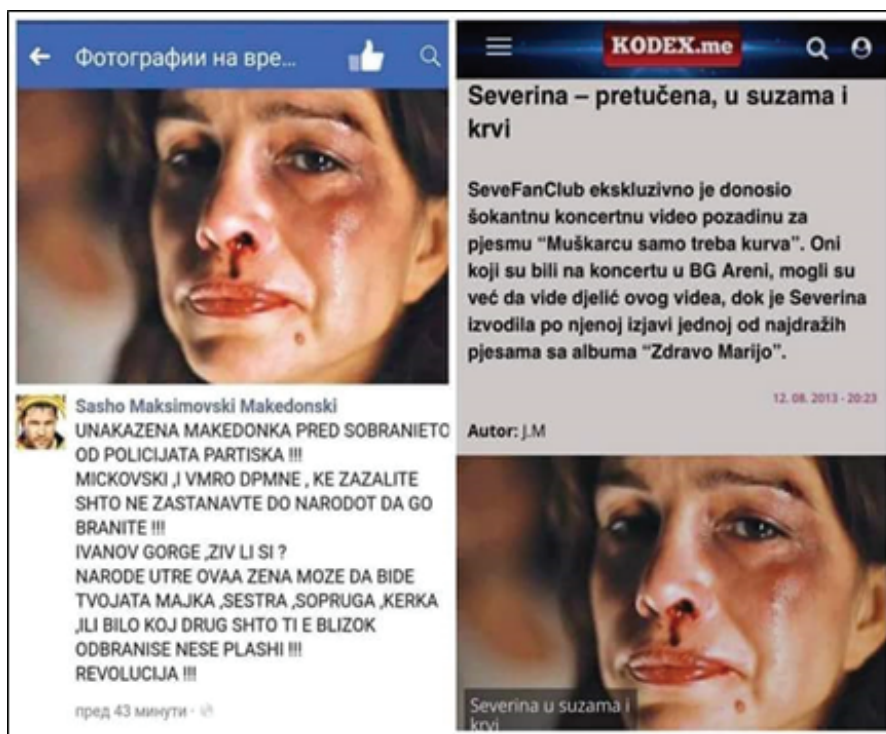 Фотографии на вре...
Sasho Maksimovski Makedonski
UNAKAZENA MAKEDONKA PRED SOBRANIETO
OD POLICIJATA PARTISKA !!!
MICKOVSKI ,I VMRO DPMNE , KE ZAZALITE
SHTO NE ZASTANAVTE DO NARODOT DA GO
BRANITE !!!
IVANOV GORGE ,ZIV LI SI ?
NARODE UTRE OVAA ZENA MOZE DA BIDE
TVOJATA MAJKA ,SESTRA ,SOPRUGA ,KERKA
,ILI BILO KOJ DRUG SHTO TI E BLIZOK
ODBRANISE NESE PLASHI !!!
REVOLUCIJA !!!
пред 43 минути ·
KODEX.me
Severina – pretučena, u suzama i
krvi
SeveFanClub ekskluzivno je donosio
šokantnu koncertnu video pozadinu za
pjesmu “Muškarcu samo treba kurva”. Oni
koji su bili na koncertu u BG Areni, mogli su
već da vide djelić ovog videa, dok je Severina
izvodila po njenoj izjavi jednoj od najdražih
pjesama sa albuma “Zdravo Marijo”.
12. 08. 2013 - 20:23
Autor: J.M
Severina u suzama i
krvi